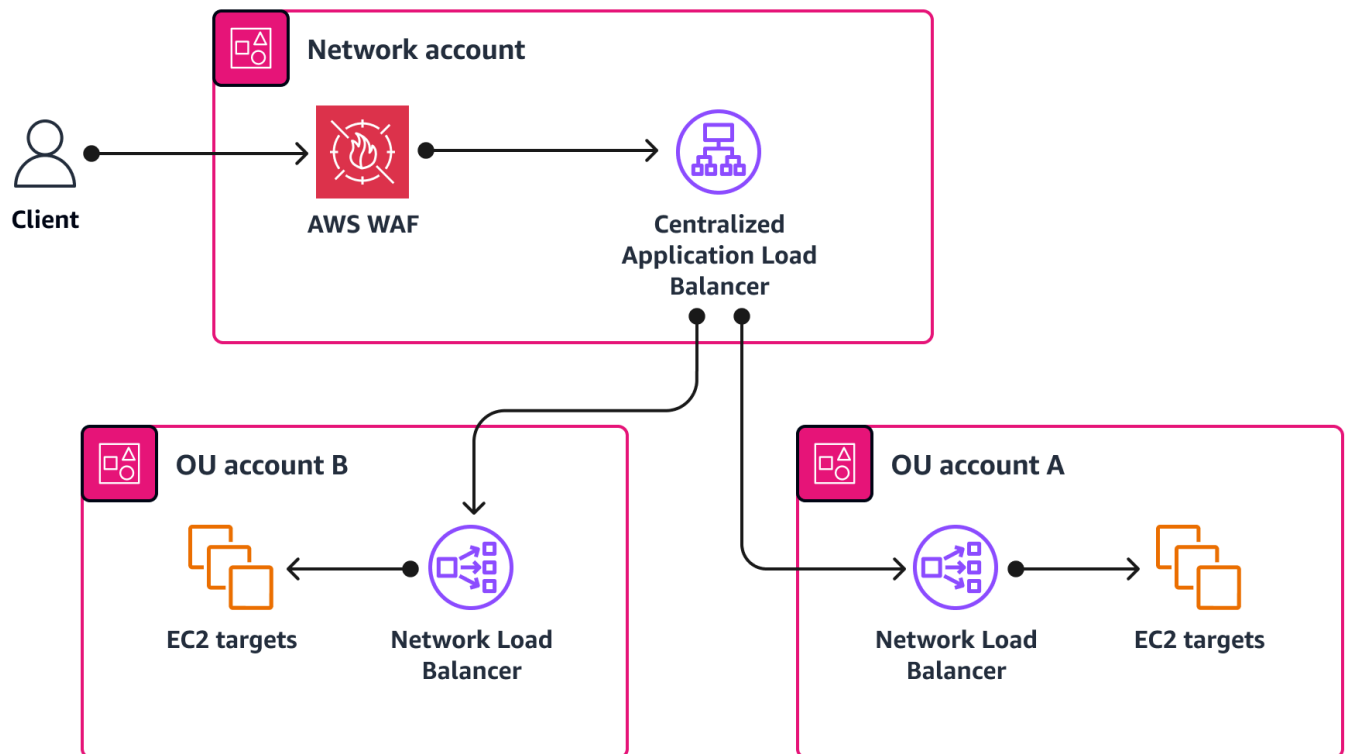 Network account
Client
AWS WAF
Centralized
Application Load
Balancer
OU account B
EC2 targets
Network Load
Balancer
OU account A
Network Load
Balancer
EC2 targets